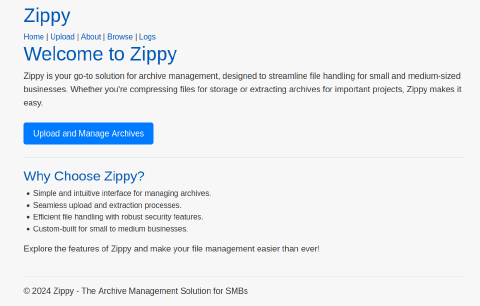 Zippy
Home | Upload | About | Browse | Logs
Welcome to Zippy
Zippy is your go-to solution for archive management, designed to streamline file handling for small and medium-sized
businesses. Whether you're compressing files for storage or extracting archives for important projects, Zippy makes it
easy.
Upload and Manage Archives
Why Choose Zippy?
• Simple and intuitive interface for managing archives.
• Seamless upload and extraction processes.
• Efficient file handling with robust security features.
• Custom-built for small to medium businesses.
Explore the features of Zippy and make your file management easier than ever!
© 2024 Zippy - The Archive Management Solution for SMBs